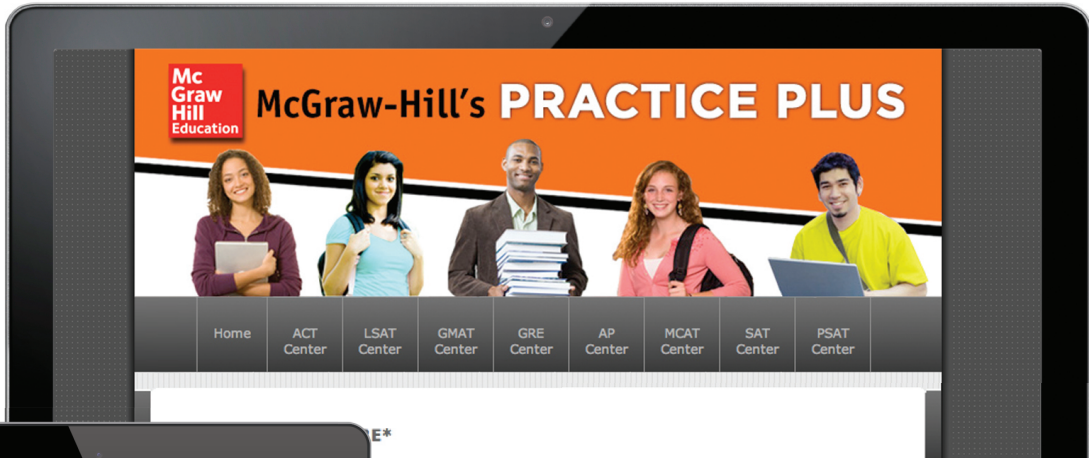 Mc
Graw
Hill
Education
McGraw-Hill's PRACTICE PLUS
Home
ACT
Center
LSAT
Center
GMAT
Center
GRE
Center
AP
Center
MCAT
Center
SAT
Center
PSAT
Center
E*